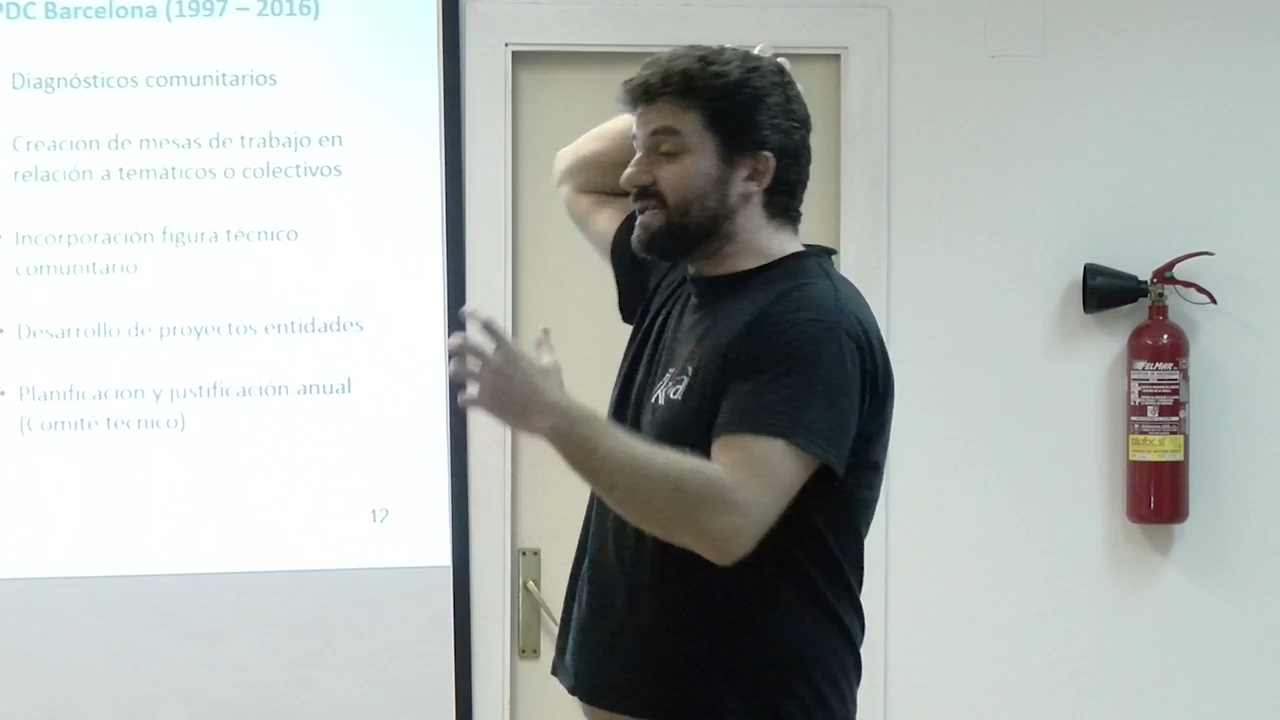 PDC Barcelona (1997 – 2016)
Diagnósticos comunitarios
Creación de mesas de trabajo en
relación a temáticos o colectivos
Incorporación figura técnico
comunitario
Desarrollo de proyectos entidades
Planificación y justificación anual
(Comité técnico)
12
FELMAR